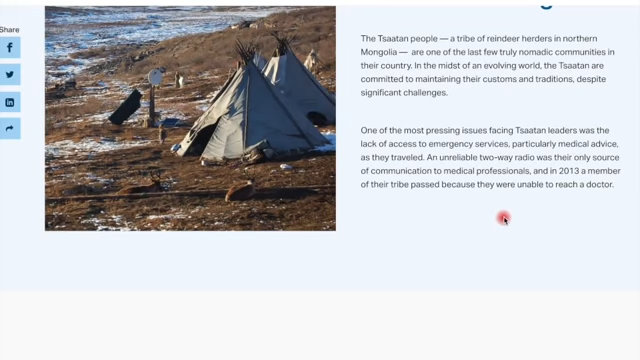 Share
The Tsaatan people — a tribe of reindeer herders in northern
Mongolia — are one of the last few truly nomadic communities in
their country. In the midst of an evolving world, the Tsaatan are
committed to maintaining their customs and traditions, despite
significant challenges.
One of the most pressing issues facing Tsaatan leaders was the
lack of access to emergency services, particularly medical advice,
as they traveled. An unreliable two-way radio was their only source
of communication to medical professionals, and in 2013 a member
of their tribe passed because they were unable to reach a doctor.